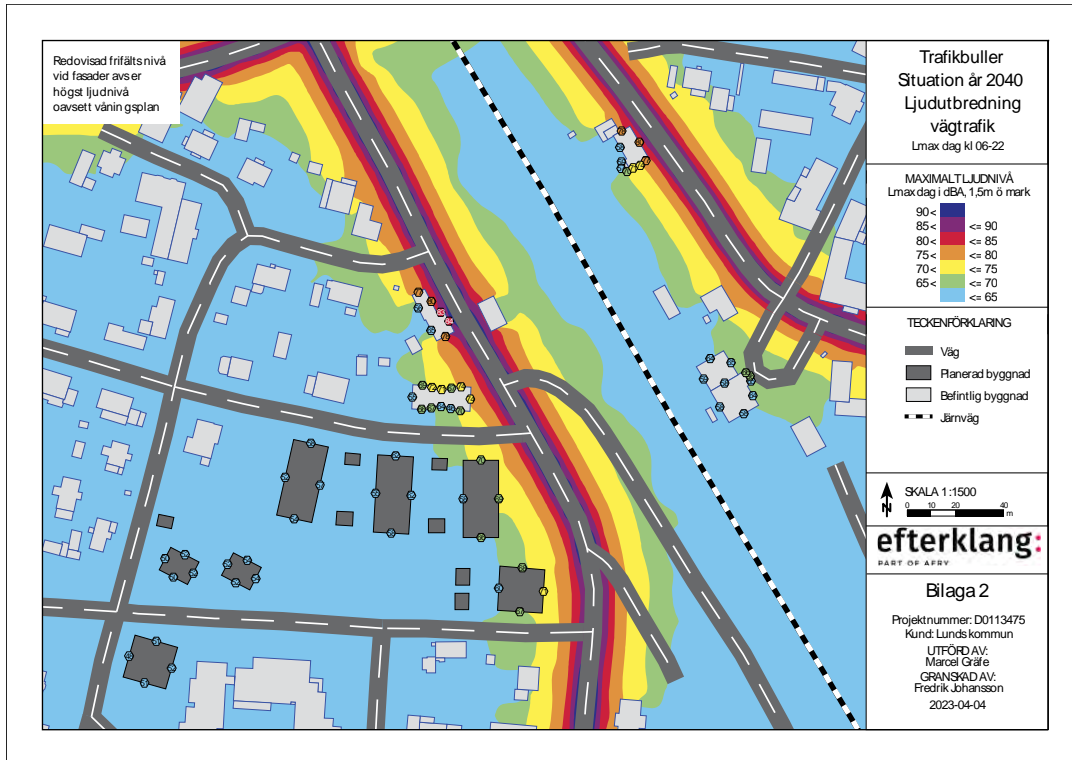 Redovisad frifältsnivå
vid fasader avser
högst ljudnivå
oavsett våningsplan
Trafikbuller
Situation år 2040
Ljudutbredning
vägtrafik
Lmax dag kl 06-22
MAXIMALT LJUDNIVÅ
Lmax dag i dBA, 1,5m ö mark
90 <
85 < <= 90
80 < <= 85
75 < <= 80
70 < <= 75
65 < <= 70
<= 65
TECKENFÖRKLARING
Väg
Planerad byggnad
Befintlig byggnad
Järnväg
N
SKALA 1:1500
0 10 20 40
m
efterklang:
PART OF AFRY
Bilaga 2
Projektnummer: D0113475
Kund: Lunds kommun
UTFÖRD AV:
Marcel Gräfe
GRANSKAD AV:
Fredrik Johansson
2023-04-04